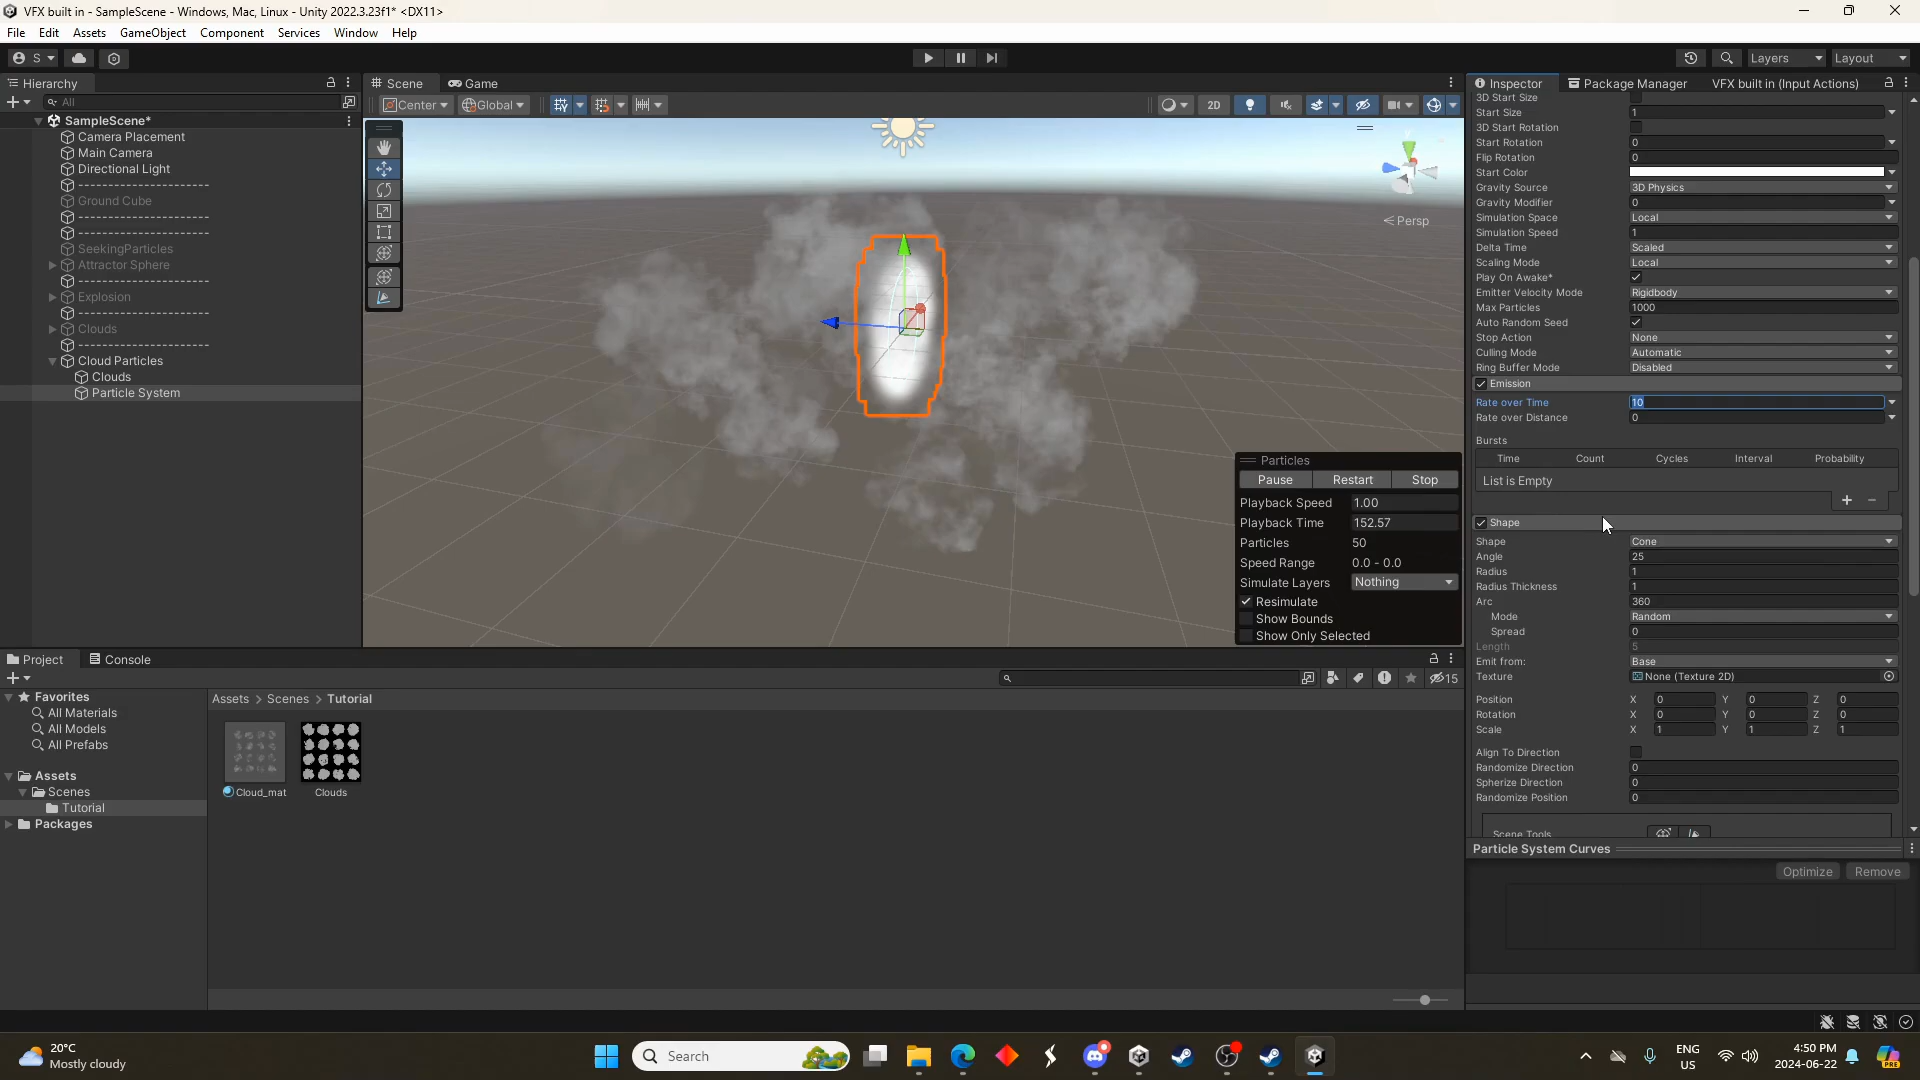 VFX built in - SampleScene - Windows, Mac, Linux - Unity 2022.3.23f1* <DX11>
File Edit Assets GameObject Component Services Window Help
S Layers Layout
Hierarchy Scene Game Inspector Package Manager VFX built in (Input Actions)
All
Center Global 2D
SampleScene*
Camera Placement
Main Camera
Directional Light
--------------------
Ground Cube
--------------------
--------------------
SeekingParticles
Attractor Sphere
--------------------
Explosion
--------------------
Clouds
--------------------
Cloud Particles
Clouds
Particle System
y
Persp
Particles
Pause Restart Stop
Playback Speed 1.00
Playback Time 152.57
Particles 50
Speed Range 0.0 - 0.0
Simulate Layers Nothing
Resimulate
Show Bounds
Show Only Selected
3D Start Size
Start Size 1
3D Start Rotation
Start Rotation 0
Flip Rotation 0
Start Color
Gravity Source 3D Physics
Gravity Modifier 0
Simulation Space Local
Simulation Speed 1
Delta Time Scaled
Scaling Mode Local
Play On Awake*
Emitter Velocity Mode Rigidbody
Max Particles 1000
Auto Random Seed
Stop Action None
Culling Mode Automatic
Ring Buffer Mode Disabled
Emission
Rate over Time 10
Rate over Distance 0
Bursts
Time Count Cycles Interval Probability
List is Empty
Shape
Shape Cone
Angle 25
Radius 1
Radius Thickness 1
Arc 360
Mode Random
Spread 0
Length 5
Emit from: Base
Texture None (Texture 2D)
Position X 0 Y 0 Z 0
Rotation X 0 Y 0 Z 0
Scale X 1 Y 1 Z 1
Align To Direction
Randomize Direction 0
Spherize Direction 0
Randomize Position 0
Scene Tools
Particle System Curves
Optimize Remove
Project Console
15
Favorites
All Materials
All Models
All Prefabs
Assets
Scenes
Tutorial
Packages
Assets > Scenes > Tutorial
Cloud_mat Clouds
20°C
Mostly cloudy
Search
ENG
US
4:50 PM
2024-06-22
PRE